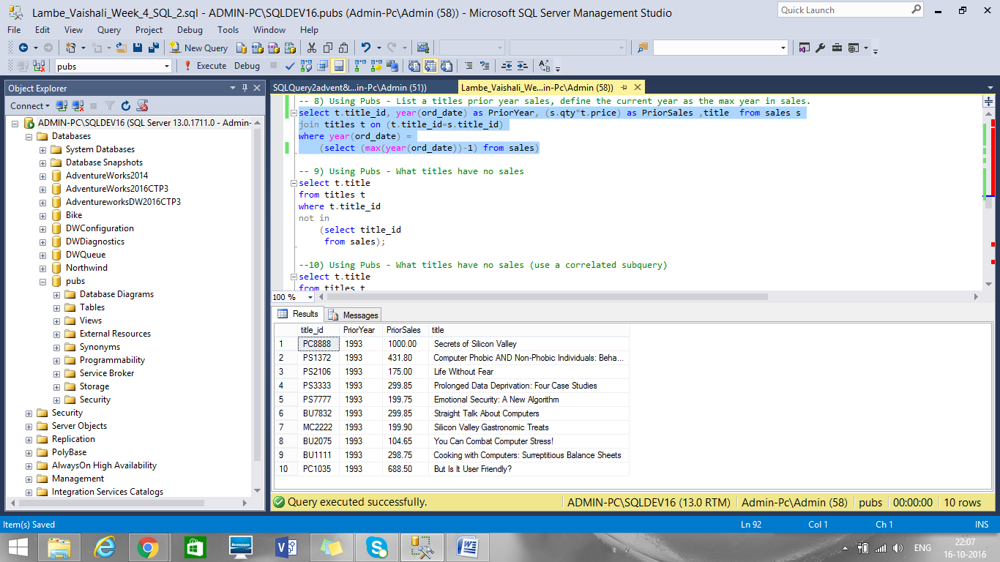 Lambe_Vaishali_Week_4_SQL_2.sql - ADMIN-PC\SQLDEV16.pubs (Admin-Pc\Admin (58)) - Microsoft SQL Server Management Studio
Quick Launch
File Edit View Query Project Debug Tools Window Help
New Query
pubs
Execute Debug
Object Explorer
Connect
ADMIN-PC\SQLDEV16 (SQL Server 13.0.1711.0 - Admin-
Databases
System Databases
Database Snapshots
AdventureWorks2014
AdventureWorks2016CTP3
AdventureworksDW2016CTP3
Bike
DWConfiguration
DWDiagnostics
DWQueue
Northwind
pubs
Database Diagrams
Tables
Views
External Resources
Synonyms
Programmability
Service Broker
Storage
Security
Security
Server Objects
Replication
PolyBase
AlwaysOn High Availability
Management
Integration Services Catalogs
SQLQuery2advent&...in-Pc\Admin (51))
Lambe_Vaishali_We...in-Pc\Admin (58))
-- 8) Using Pubs - List a titles prior year sales, define the current year as the max year in sales.
select t.title_id, year(ord_date) as PriorYear, (s.qty*t.price) as PriorSales ,title  from sales s
join titles t on (t.title_id=s.title_id)
where year(ord_date) =
(select (max(year(ord_date))-1) from sales)
-- 9) Using Pubs - What titles have no sales
select t.title
from titles t
where t.title_id
not in
(select title_id
from sales);
--10) Using Pubs - What titles have no sales (use a correlated subquery)
select t.title
from titles t
100 %
Results Messages
title_id PriorYear PriorSales title
1 PC8888 1993 1000.00 Secrets of Silicon Valley
2 PS1372 1993 431.80 Computer Phobic AND Non-Phobic Individuals: Beha...
3 PS2106 1993 175.00 Life Without Fear
4 PS3333 1993 299.85 Prolonged Data Deprivation: Four Case Studies
5 PS7777 1993 199.75 Emotional Security: A New Algorithm
6 BU7832 1993 299.85 Straight Talk About Computers
7 MC2222 1993 199.90 Silicon Valley Gastronomic Treats
8 BU2075 1993 104.65 You Can Combat Computer Stress!
9 BU1111 1993 298.75 Cooking with Computers: Surreptitious Balance Sheets
10 PC1035 1993 688.50 But Is It User Friendly?
Query executed successfully. ADMIN-PC\SQLDEV16 (13.0 RTM) Admin-Pc\Admin (58) pubs 00:00:00 10 rows
Item(s) Saved Ln 92 Col 1 Ch 1 INS
lenovo
ENG
22:07
16-10-2016